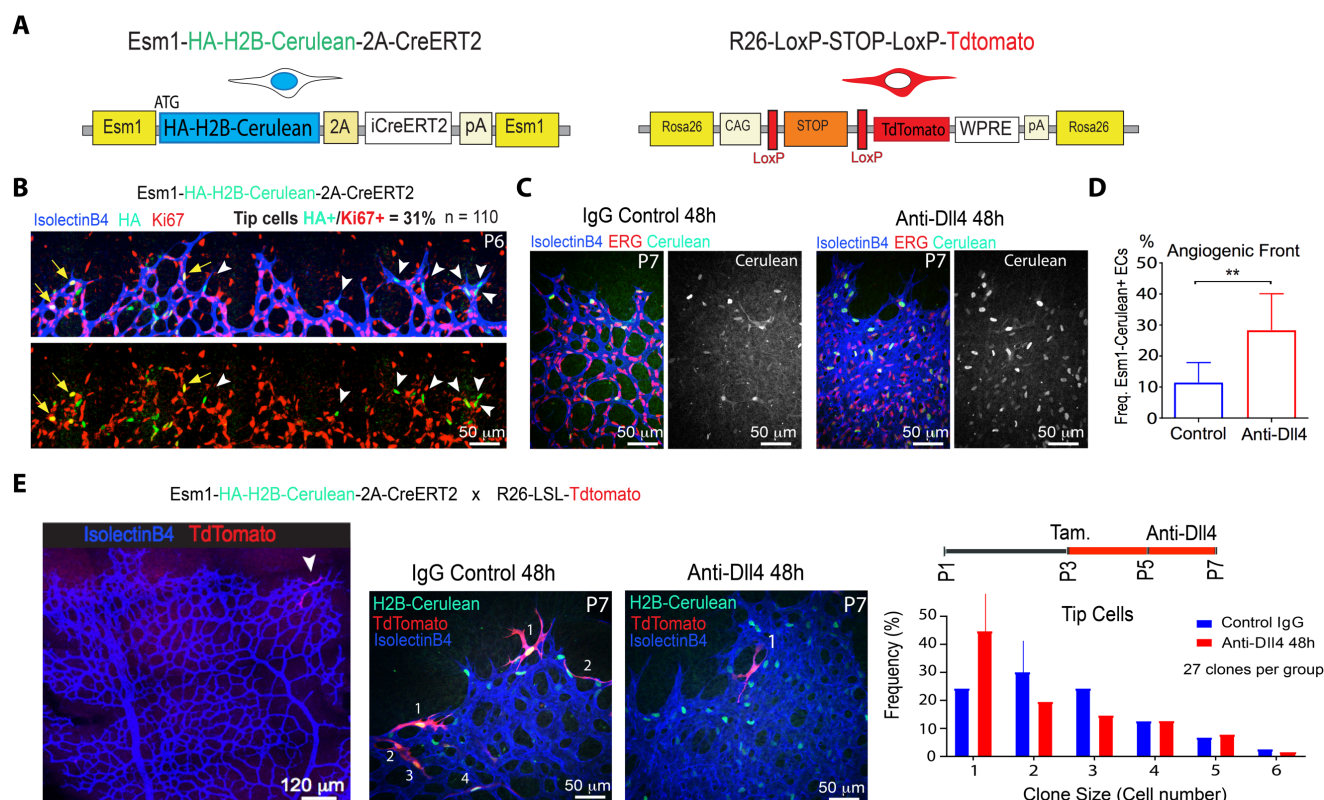 A
Esm1-HA-H2B-Cerulean-2A-CreERT2
ATG
Esm1 HA-H2B-Cerulean 2A iCreERT2 pA Esm1
R26-LoxP-STOP-LoxP-Tdtomato
Rosa26 CAG STOP TdTomato WPRE pA Rosa26
LoxP LoxP
B
Esm1-HA-H2B-Cerulean-2A-CreERT2
IsolectinB4 HA Ki67 Tip cells HA+/Ki67+ = 31% n = 110
P6
50 µm
C
IgG Control 48h
IsolectinB4 ERG Cerulean
P7
Cerulean
50 µm
50 µm
Anti-Dll4 48h
IsolectinB4 ERG Cerulean
P7
Cerulean
50 µm
50 µm
D
%
Angiogenic Front
**
Freq. Esm1-Cerulean+ ECs
50
40
30
20
10
0
Control Anti-Dll4
E
Esm1-HA-H2B-Cerulean-2A-CreERT2 x R26-LSL-Tdtomato
IsolectinB4 TdTomato
120 µm
IgG Control 48h
H2B-Cerulean
TdTomato
IsolectinB4
P7
1
2
1
2
3
4
50 µm
Anti-Dll4 48h
H2B-Cerulean
TdTomato
IsolectinB4
P7
1
50 µm
Tam. Anti-Dll4
P1 P3 P5 P7
Tip Cells
Control IgG
Anti-Dll4 48h
27 clones per group
Frequency (%)
50
40
30
20
10
0
1 2 3 4 5 6
Clone Size (Cell number)